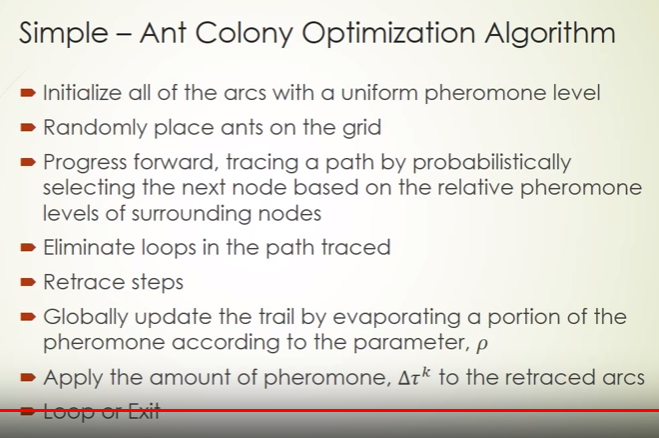 Simple – Ant Colony Optimization Algorithm
Initialize all of the arcs with a uniform pheromone level
Randomly place ants on the grid
Progress forward, tracing a path by probabilistically
selecting the next node based on the relative pheromone
levels of surrounding nodes
Eliminate loops in the path traced
Retrace steps
Globally update the trail by evaporating a portion of the
pheromone according to the parameter, ρ
Apply the amount of pheromone, Δτᵏ to the retraced arcs
Loop or Exit